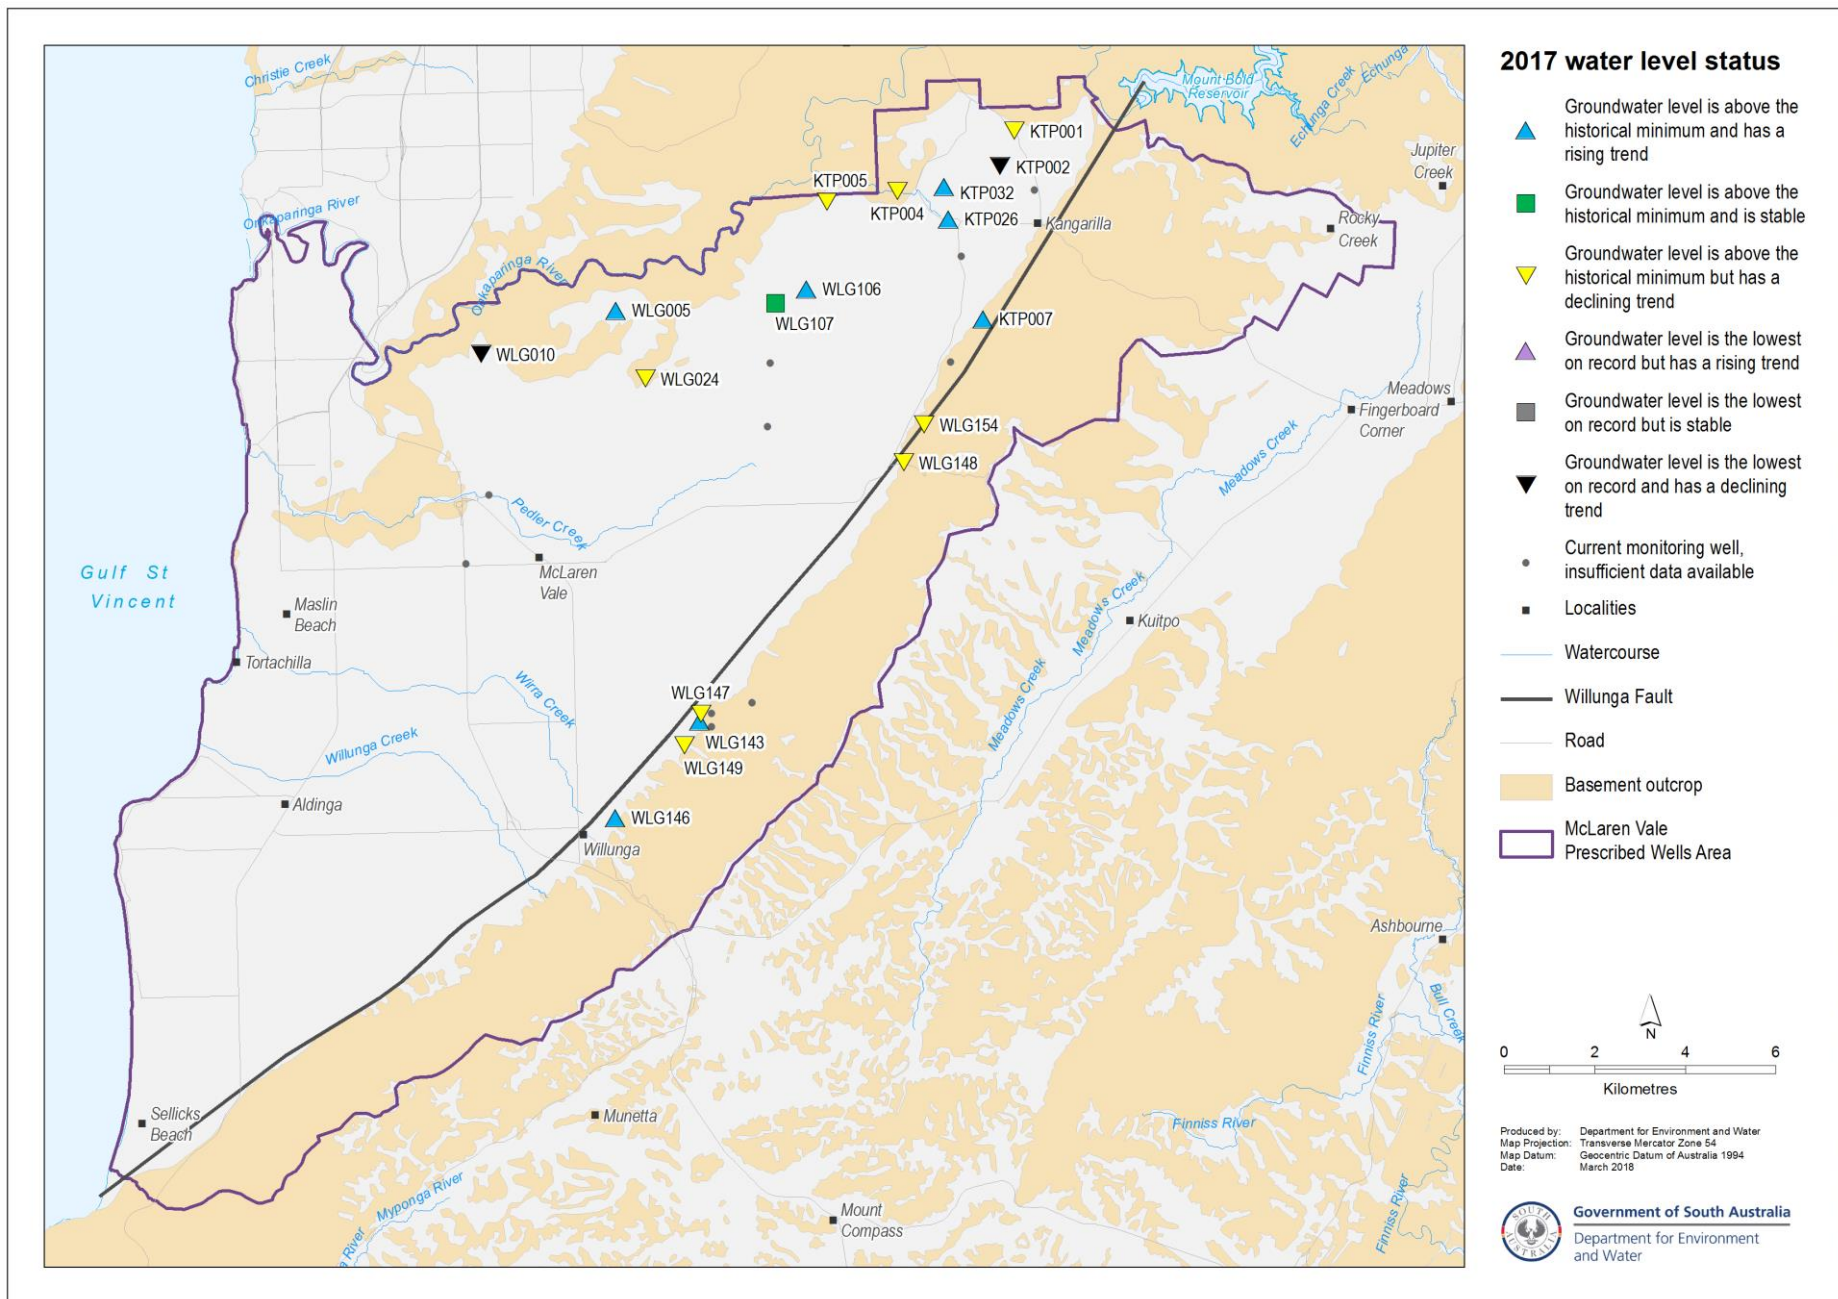 Christie Creek
Mount Bold
Reservoir
Echunga Creek
Echunga
Jupiter
Creek
KTP001
KTP002
KTP005
KTP032
KTP004
KTP026
Kangarilla
Rocky
Creek
Onkaparinga River
Onkaparinga River
WLG106
WLG005
WLG107
KTP007
WLG010
WLG024
Meadows
Fingerboard
Corner
WLG154
WLG148
Meadows Creek
Pedler Creek
McLaren
Vale
Gulf St
Vincent
Maslin
Beach
Meadows Creek
Kuitpo
Tortachilla
WLG147
Wirra Creek
Meadows Creek
WLG143
WLG149
Willunga Creek
Aldinga
WLG146
Willunga
Ashbourne
Bull Creek
Finniss River
Sellicks
Beach
Munetta
Finniss River
Myponga River
Mount
Compass
Finniss River
a River
2017 water level status
Groundwater level is above the
historical minimum and has a
rising trend
Groundwater level is above the
historical minimum and is stable
Groundwater level is above the
historical minimum but has a
declining trend
Groundwater level is the lowest
on record but has a rising trend
Groundwater level is the lowest
on record but is stable
Groundwater level is the lowest
on record and has a declining
trend
Current monitoring well,
insufficient data available
Localities
Watercourse
Willunga Fault
Road
Basement outcrop
McLaren Vale
Prescribed Wells Area
N
0 2 4 6
Kilometres
Produced by: Department for Environment and Water
Map Projection: Transverse Mercator Zone 54
Map Datum: Geocentric Datum of Australia 1994
Date: March 2018
SOUTH AUSTRALIA
Government of South Australia
Department for Environment
and Water